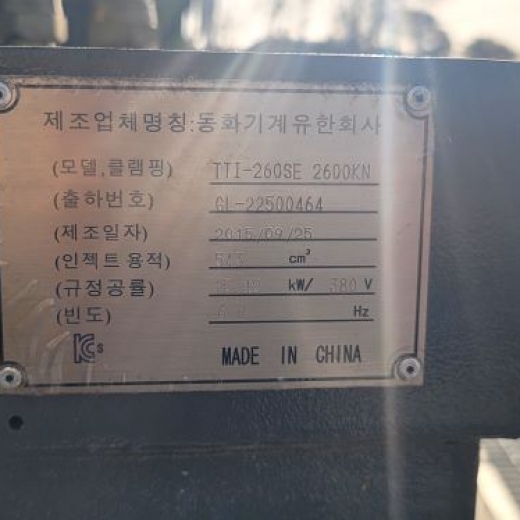 제조업체명칭:동화기계유한회사
(모델,클램핑) TTI-260SE 2600KN
(출하번호) GL-22500464
(제조일자) 2015/09/25
(인젝트용적) cm³
(규정공률) kW/ 380 V
(빈도) Hz
KCs MADE IN CHINA